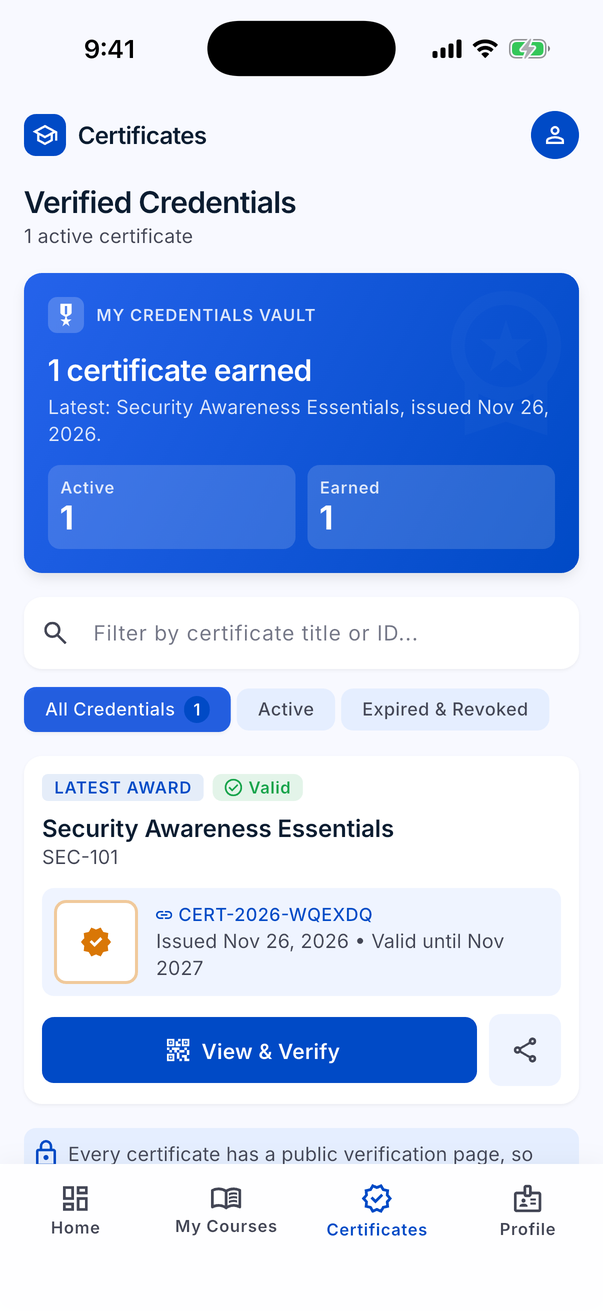 9:41
Certificates
Verified Credentials
1 active certificate
MY CREDENTIALS VAULT
1 certificate earned
Latest: Security Awareness Essentials, issued Nov 26,
2026.
Active
1
Earned
1
Filter by certificate title or ID...
All Credentials 1
Active
Expired & Revoked
LATEST AWARD
Valid
Security Awareness Essentials
SEC-101
CERT-2026-WQEXDQ
Issued Nov 26, 2026 • Valid until Nov
2027
View & Verify
Every certificate has a public verification page, so
Home
My Courses
Certificates
Profile